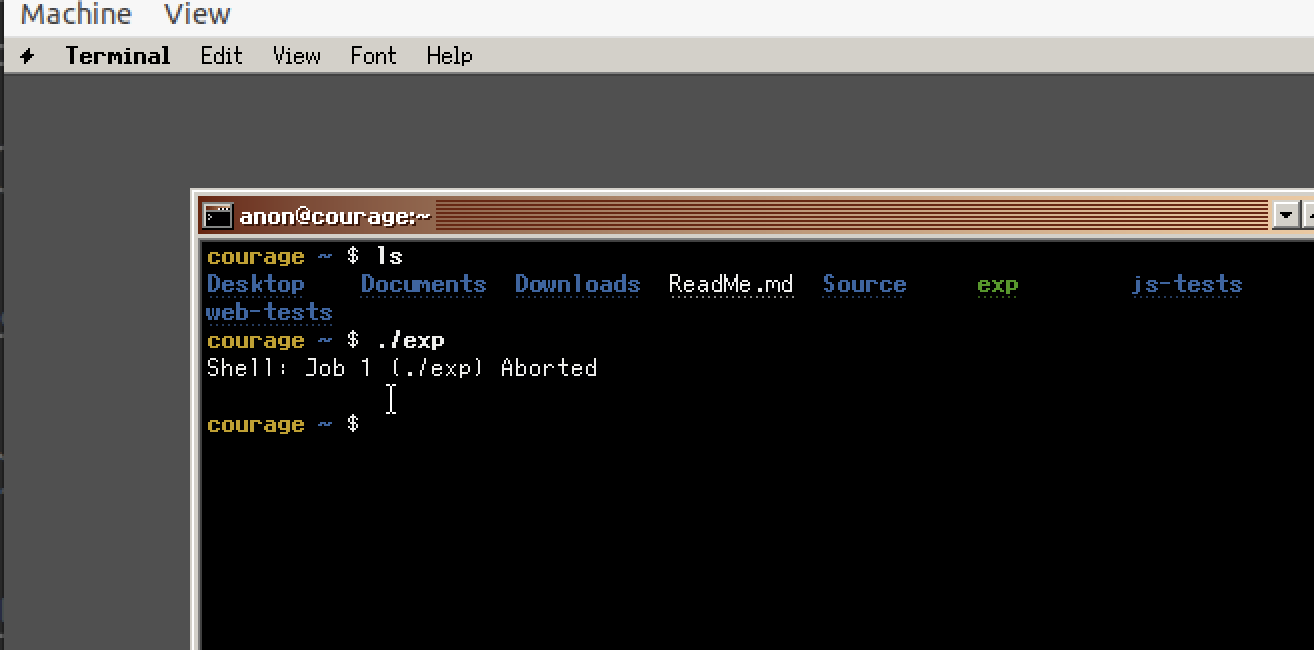 Machine View
Terminal Edit View Font Help
anon@courage:~
courage ~ $ ls
Desktop Documents Downloads ReadMe.md Source exp js-tests
web-tests
courage ~ $ ./exp
Shell: Job 1 (./exp) Aborted
courage ~ $